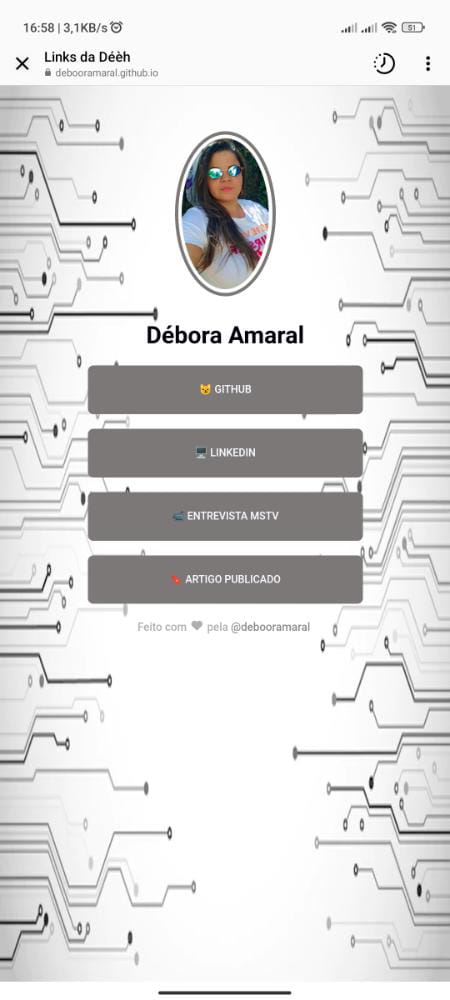 16:58 | 3,1KB/s
51
Links da Déèh
debooramaral.github.io
Débora Amaral
GITHUB
LINKEDIN
ENTREVISTA MSTV
ARTIGO PUBLICADO
Feito com pela @debooramaral